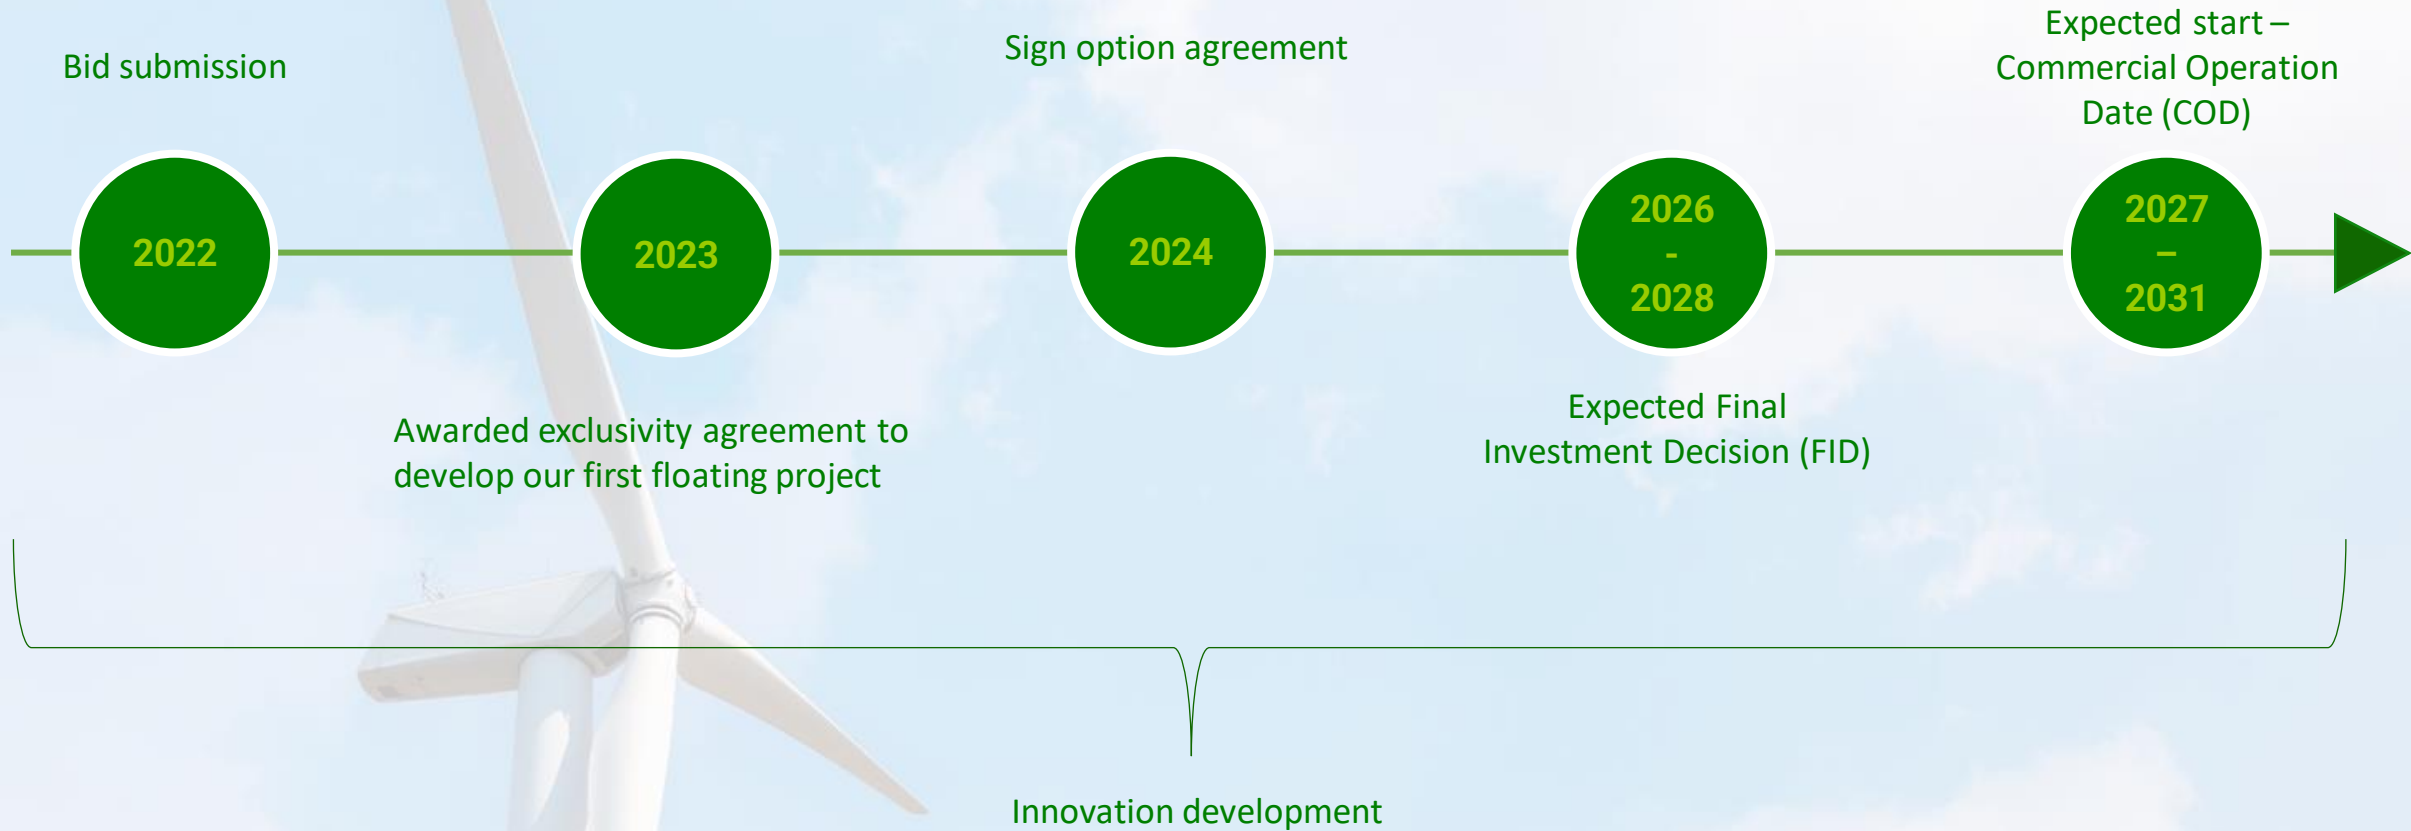 Bid submission
Sign option agreement
Expected start –
Commercial Operation
Date (COD)
2022
2023
2024
2026
-
2028
2027
–
2031
Awarded exclusivity agreement to
develop our first floating project
Expected Final
Investment Decision (FID)
Innovation development